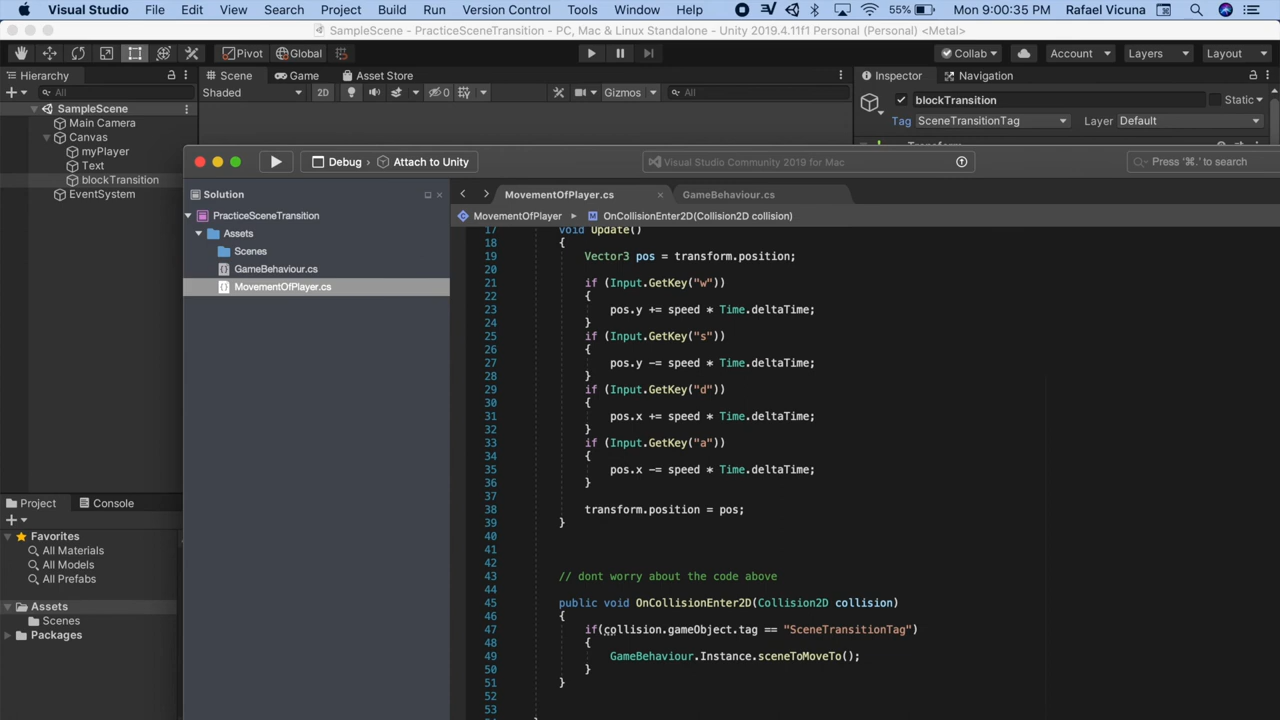 Visual Studio File Edit View Search Project Build Run Version Control Tools Window Help 55% Mon 9:00:35 PM Rafael Vicuna
SampleScene - PracticeSceneTransition - PC, Mac & Linux Standalone - Unity 2019.4.11f1 Personal (Personal) <Metal>
Pivot Global Collab Account Layers Layout
Hierarchy Scene Game Asset Store Inspector Navigation
All Shaded 2D 0 Gizmos All
blockTransition Static
SampleScene
Main Camera
Tag SceneTransitionTag Layer Default
Canvas
Transform
myPlayer
Text
blockTransition
EventSystem
Debug Attach to Unity Visual Studio Community 2019 for Mac Press '⌘.' to search
Solution MovementOfPlayer.cs GameBehaviour.cs
PracticeSceneTransition MovementOfPlayer OnCollisionEnter2D(Collision2D collision)
Assets
Scenes
GameBehaviour.cs
MovementOfPlayer.cs
17 void Update()
18 {
19 Vector3 pos = transform.position;
20
21 if (Input.GetKey("w"))
22 {
23 pos.y += speed * Time.deltaTime;
24 }
25 if (Input.GetKey("s"))
26 {
27 pos.y -= speed * Time.deltaTime;
28 }
29 if (Input.GetKey("d"))
30 {
31 pos.x += speed * Time.deltaTime;
32 }
33 if (Input.GetKey("a"))
34 {
35 pos.x -= speed * Time.deltaTime;
36 }
37
38 transform.position = pos;
39 }
40
41
42
43 // dont worry about the code above
44
45 public void OnCollisionEnter2D(Collision2D collision)
46 {
47 if(collision.gameObject.tag == "SceneTransitionTag")
48 {
49 GameBehaviour.Instance.sceneToMoveTo();
50 }
51 }
52
53
Project Console
Favorites
All Materials
All Models
All Prefabs
Assets
Scenes
Packages